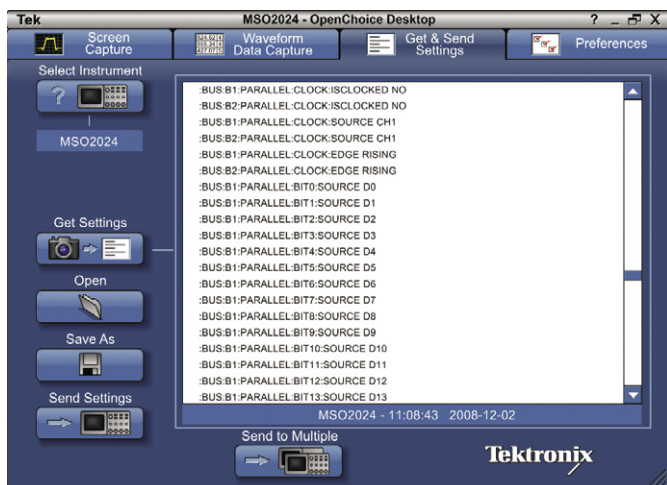 Tek MSO2024 - OpenChoice Desktop ? _ X
Screen Capture
Waveform Data Capture
Get & Send Settings
Preferences
Select Instrument
?
MSO2024
Get Settings
Open
Save As
Send Settings
:BUS:B1:PARALLEL:CLOCK:ISCLOCKED NO
:BUS:B2:PARALLEL:CLOCK:ISCLOCKED NO
:BUS:B1:PARALLEL:CLOCK:SOURCE CH1
:BUS:B2:PARALLEL:CLOCK:SOURCE CH1
:BUS:B1:PARALLEL:CLOCK:EDGE RISING
:BUS:B2:PARALLEL:CLOCK:EDGE RISING
:BUS:B1:PARALLEL:BIT0:SOURCE D0
:BUS:B1:PARALLEL:BIT1:SOURCE D1
:BUS:B1:PARALLEL:BIT2:SOURCE D2
:BUS:B1:PARALLEL:BIT3:SOURCE D3
:BUS:B1:PARALLEL:BIT4:SOURCE D4
:BUS:B1:PARALLEL:BIT5:SOURCE D5
:BUS:B1:PARALLEL:BIT6:SOURCE D6
:BUS:B1:PARALLEL:BIT7:SOURCE D7
:BUS:B1:PARALLEL:BIT8:SOURCE D8
:BUS:B1:PARALLEL:BIT9:SOURCE D9
:BUS:B1:PARALLEL:BIT10:SOURCE D10
:BUS:B1:PARALLEL:BIT11:SOURCE D11
:BUS:B1:PARALLEL:BIT12:SOURCE D12
:BUS:B1:PARALLEL:BIT13:SOURCE D13
MSO2024 - 11:08:43 2008-12-02
Send to Multiple
Tektronix